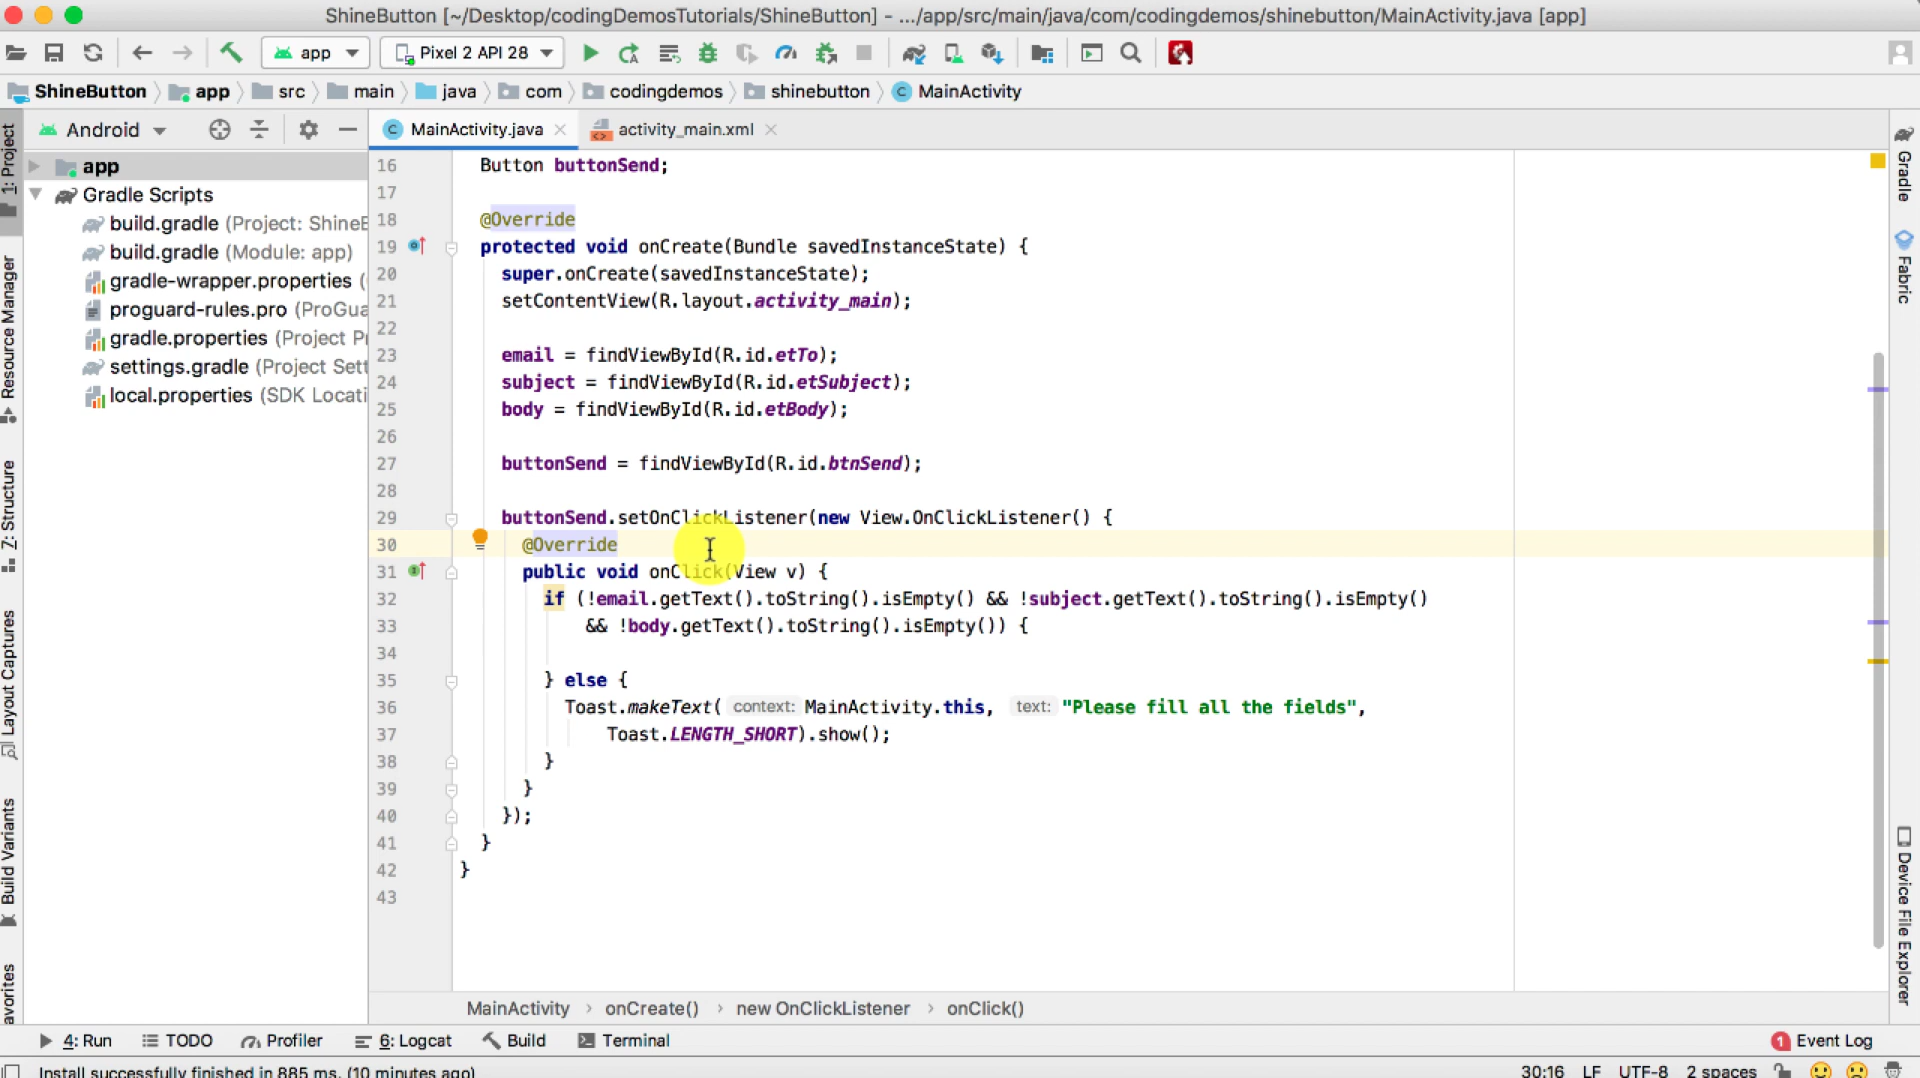 ShineButton [~/Desktop/codingDemosTutorials/ShineButton] - .../app/src/main/java/com/codingdemos/shinebutton/MainActivity.java [app]
app Pixel 2 API 28
ShineButton app src main java com codingdemos shinebutton MainActivity
Android MainActivity.java activity_main.xml
app
Gradle Scripts
build.gradle (Project: ShineB
build.gradle (Module: app)
gradle-wrapper.properties (
proguard-rules.pro (ProGua
gradle.properties (Project Pr
settings.gradle (Project Sett
local.properties (SDK Locati
1: Project
Resource Manager
Z: Structure
Layout Captures
Build Variants
avorites
16 Button buttonSend;
17
18 @Override
19 protected void onCreate(Bundle savedInstanceState) {
20 super.onCreate(savedInstanceState);
21 setContentView(R.layout.activity_main);
22
23 email = findViewById(R.id.etTo);
24 subject = findViewById(R.id.etSubject);
25 body = findViewById(R.id.etBody);
26
27 buttonSend = findViewById(R.id.btnSend);
28
29 buttonSend.setOnClickListener(new View.OnClickListener() {
30 @Override
31 public void onClick(View v) {
32 if (!email.getText().toString().isEmpty() && !subject.getText().toString().isEmpty()
33 && !body.getText().toString().isEmpty()) {
34
35 } else {
36 Toast.makeText( context: MainActivity.this, text: "Please fill all the fields",
37 Toast.LENGTH_SHORT).show();
38 }
39 }
40 });
41 }
42 }
43
Gradle
Fabric
Device File Explorer
MainActivity › onCreate() › new OnClickListener › onClick()
4: Run TODO Profiler 6: Logcat Build Terminal 1 Event Log
Install successfully finished in 885 ms. (10 minutes ago) 30:16 LF UTF-8 2 spaces